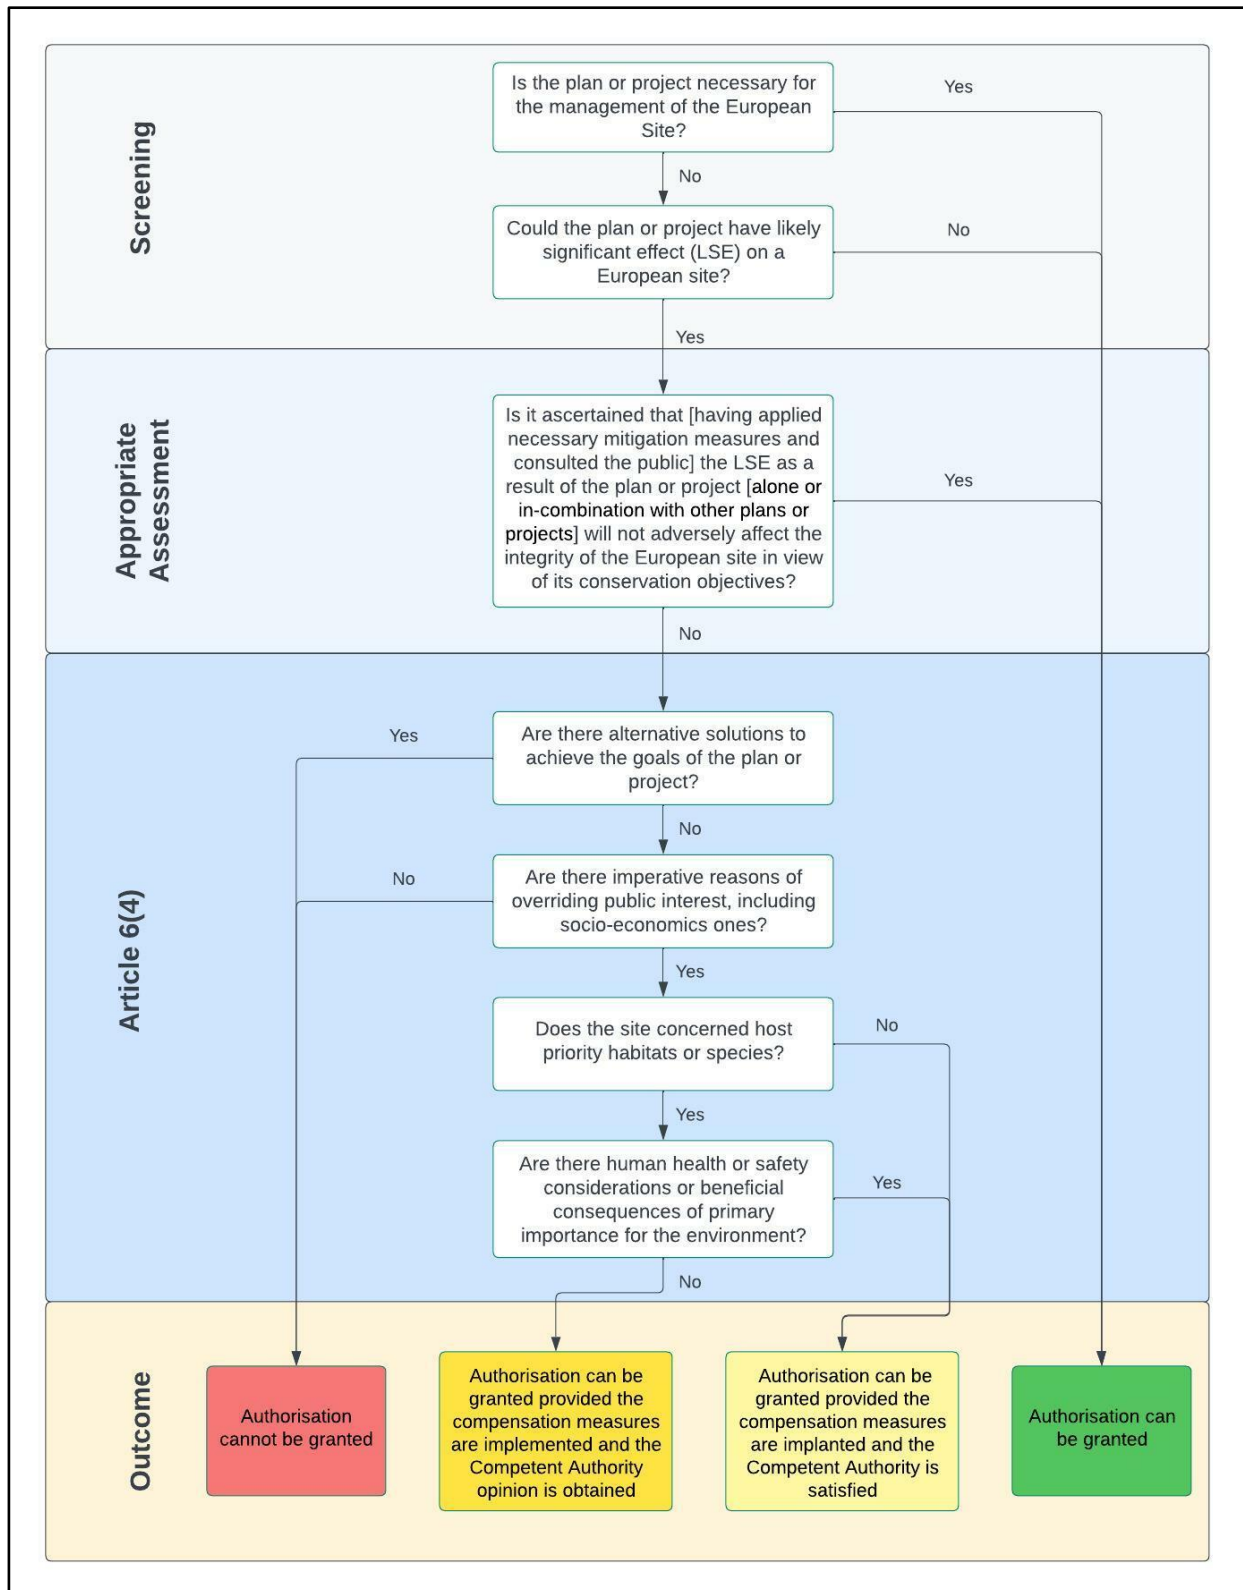 Screening
Is the plan or project necessary for
the management of the European
Site?
Yes
No
Could the plan or project have likely
significant effect (LSE) on a
European site?
No
Yes
Appropriate
Assessment
Is it ascertained that [having applied
necessary mitigation measures and
consulted the public] the LSE as a
result of the plan or project [alone or
in-combination with other plans or
projects] will not adversely affect the
integrity of the European site in view
of its conservation objectives?
Yes
No
Article 6(4)
Are there alternative solutions to
achieve the goals of the plan or
project?
Yes
No
Are there imperative reasons of
overriding public interest, including
socio-economics ones?
No
Yes
Does the site concerned host
priority habitats or species?
No
Yes
Are there human health or safety
considerations or beneficial
consequences of primary
importance for the environment?
Yes
No
Outcome
Authorisation
cannot be granted
Authorisation can be
granted provided the
compensation measures
are implemented and the
Competent Authority
opinion is obtained
Authorisation can be
granted provided the
compensation measures
are implanted and the
Competent Authority is
satisfied
Authorisation can
be granted